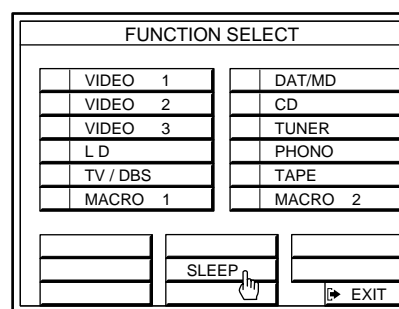 FUNCTION SELECT
VIDEO 1
VIDEO 2
VIDEO 3
L D
TV / DBS
MACRO 1
DAT/MD
CD
TUNER
PHONO
TAPE
MACRO 2
SLEEP
EXIT